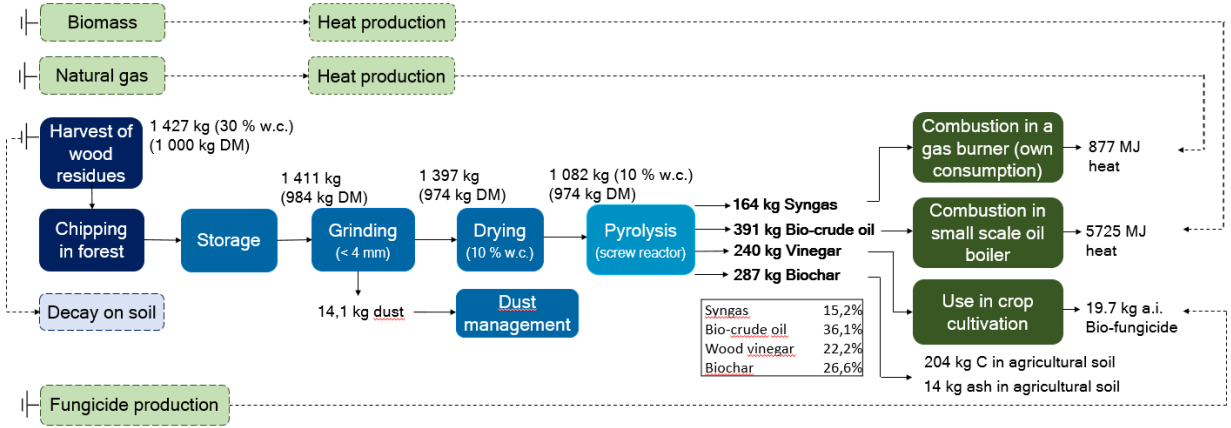 Biomass
Heat production
Natural gas
Heat production
Harvest of
wood
residues
1 427 kg (30 % w.c.)
(1 000 kg DM)
Chipping
in forest
Storage
1 411 kg
(984 kg DM)
Grinding
(< 4 mm)
1 397 kg
(974 kg DM)
Drying
(10 % w.c.)
1 082 kg (10 % w.c.)
(974 kg DM)
Pyrolysis
(screw reactor)
164 kg Syngas
391 kg Bio-crude oil
240 kg Vinegar
287 kg Biochar
Combustion in a
gas burner (own
consumption)
877 MJ
heat
Combustion in
small scale oil
boiler
5725 MJ
heat
Use in crop
cultivation
19.7 kg a.i.
Bio-fungicide
Decay on soil
14,1 kg dust
Dust
management
Syngas 15,2%
Bio-crude oil 36,1%
Wood vinegar 22,2%
Biochar 26,6%
204 kg C in agricultural soil
14 kg ash in agricultural soil
Fungicide production